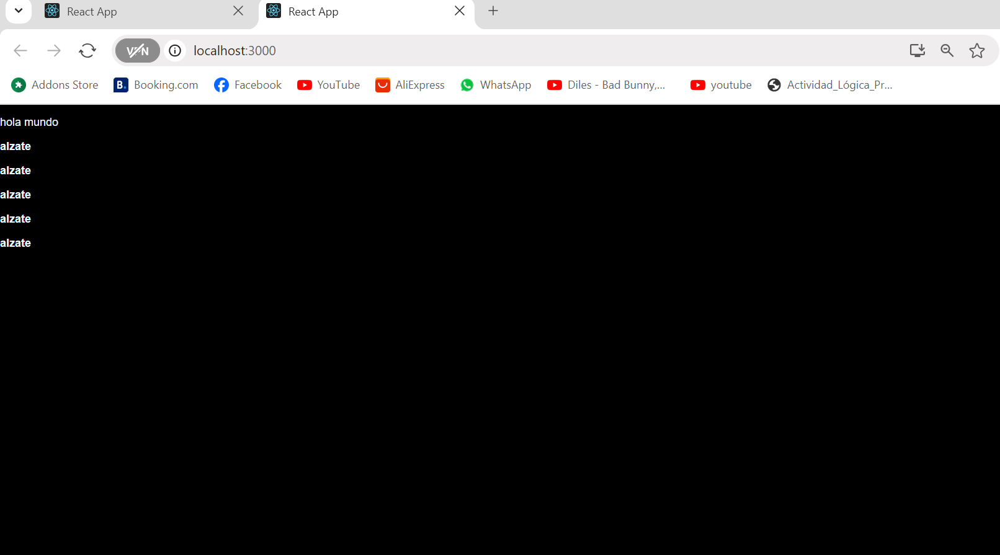 React App
React App
VPN
localhost:3000
Addons Store
B. Booking.com
Facebook
YouTube
AliExpress
WhatsApp
Diles - Bad Bunny,...
youtube
Actividad_Lógica_Pr...
hola mundo
alzate
alzate
alzate
alzate
alzate